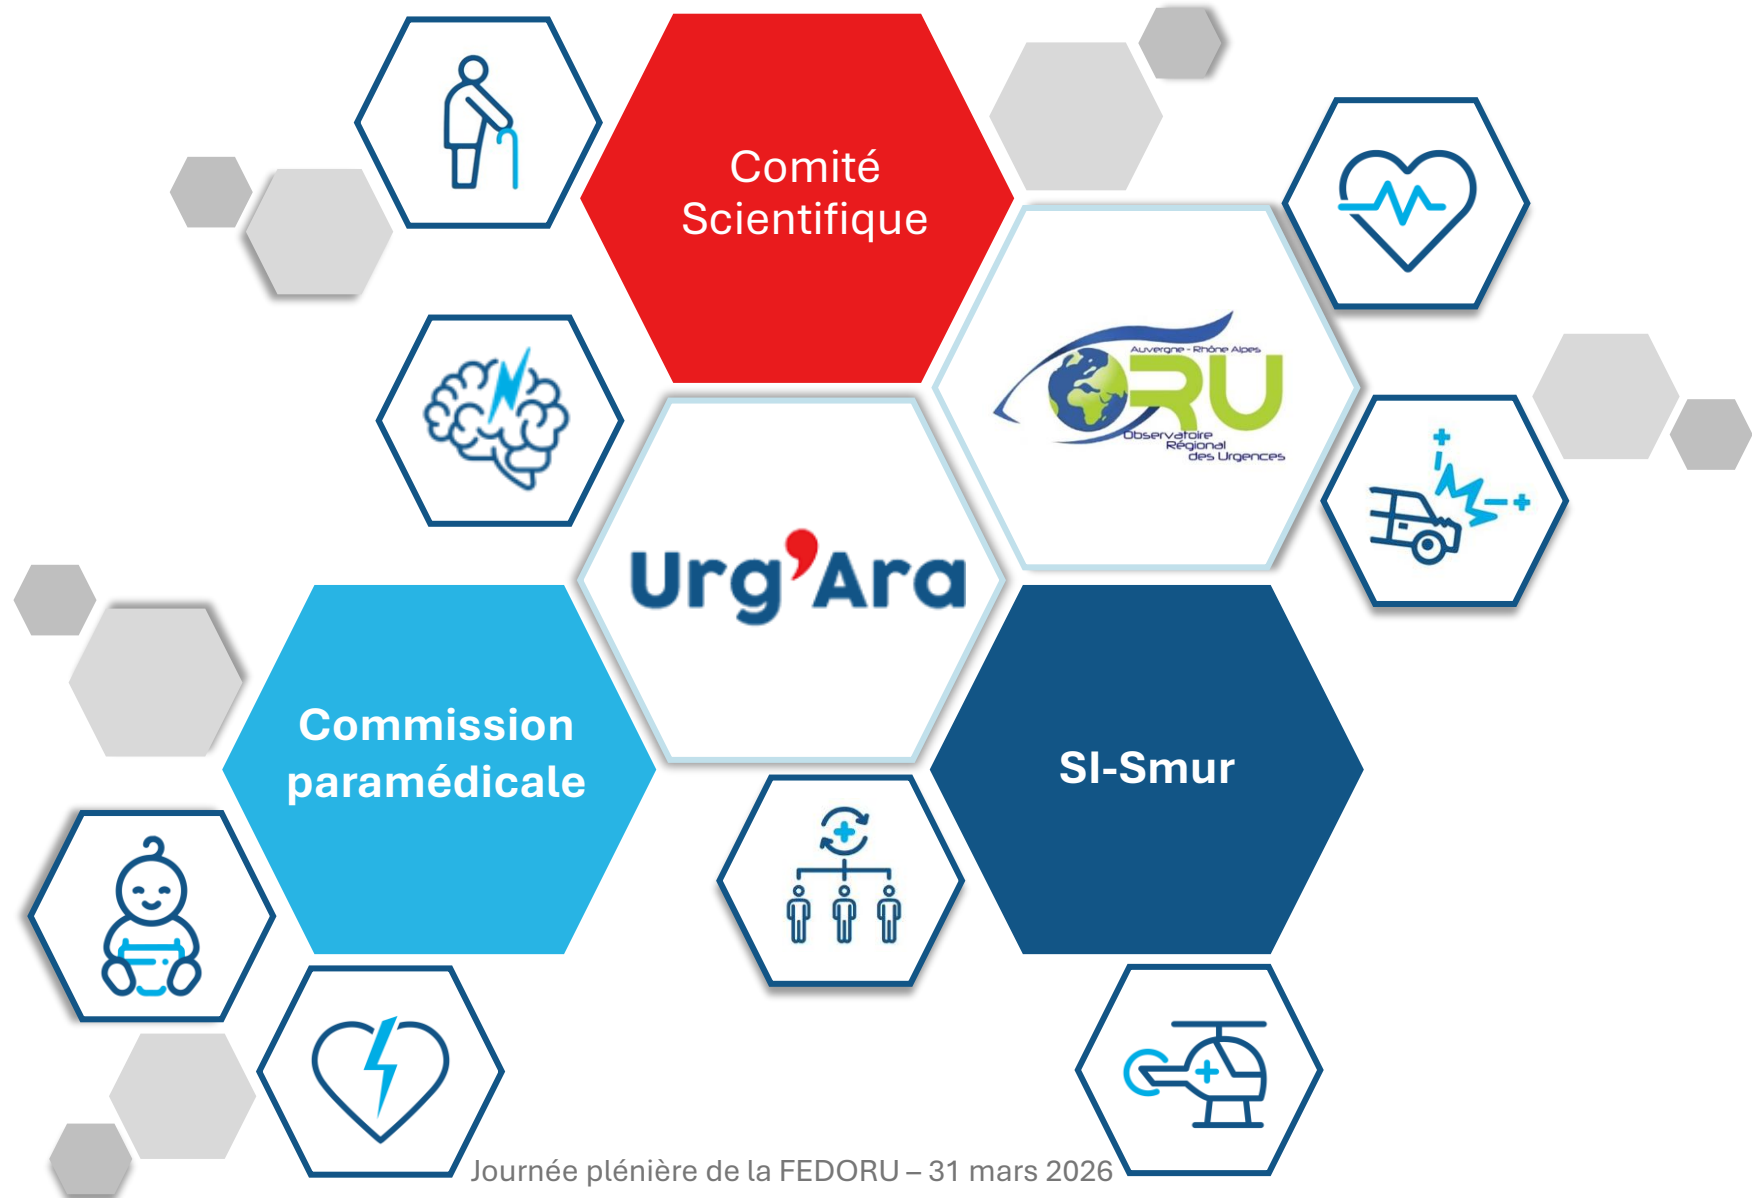 Comité
Scientifique
Auvergne - Rhône Alpes
ORU
Observatoire
Régional
des Urgences
Urg'Ara
Commission
paramédicale
SI-Smur
Journée plénière de la FEDORU – 31 mars 2026